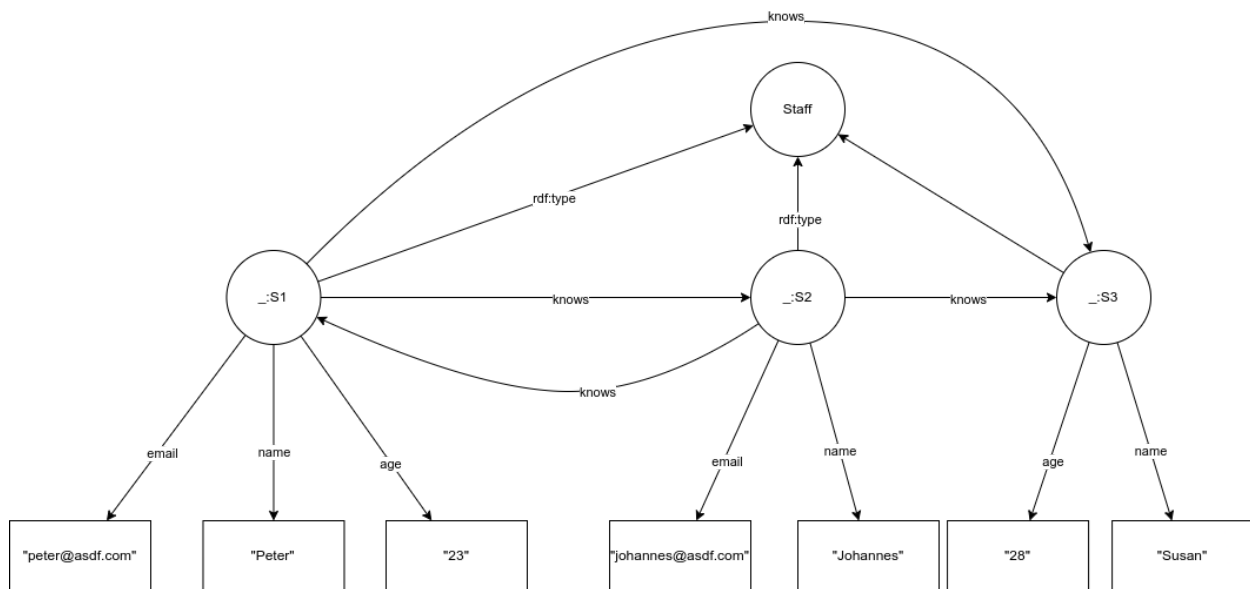 knows
Staff
rdf:type
rdf:type
_:S1
knows
_:S2
knows
_:S3
knows
email
name
age
email
name
age
name
"peter@asdf.com"
"Peter"
"23"
"johannes@asdf.com"
"Johannes"
"28"
"Susan"